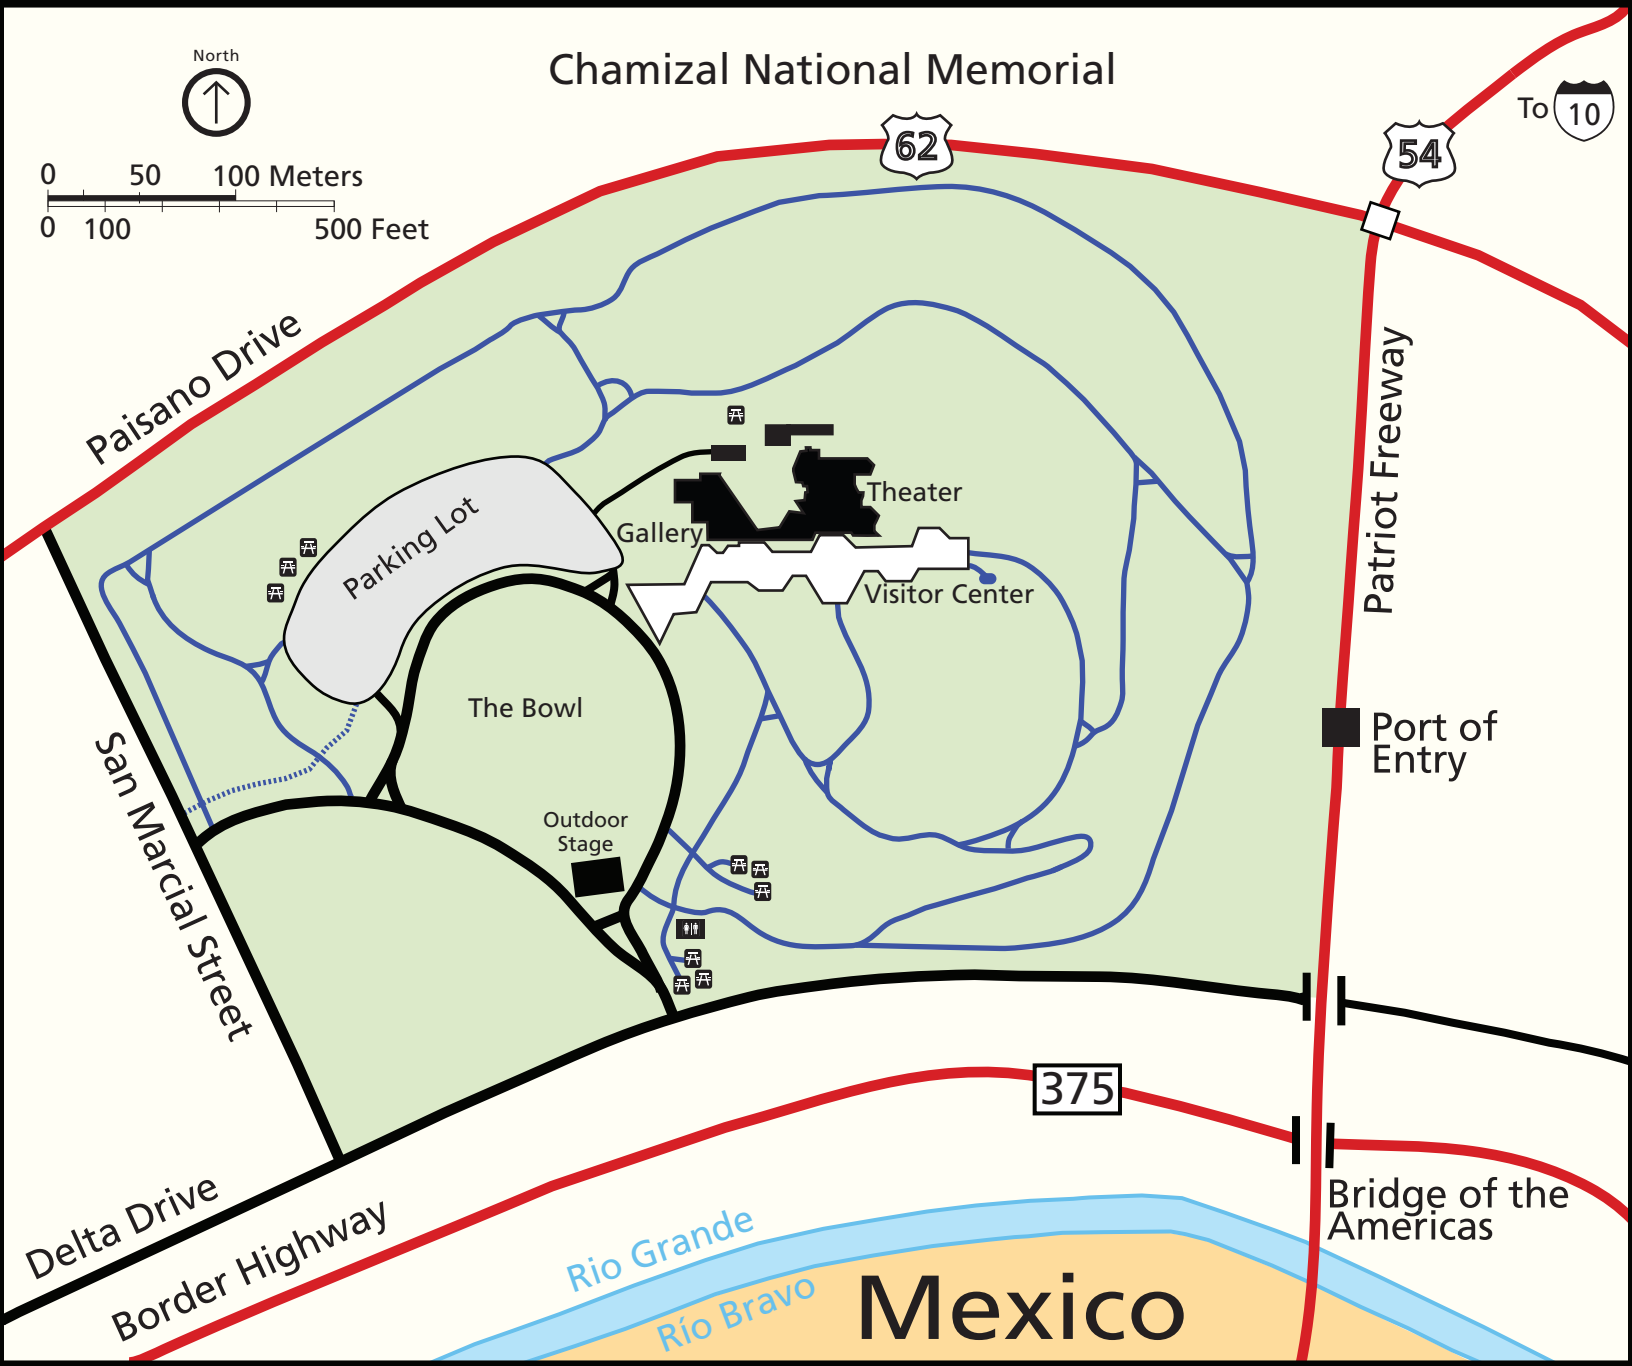 North
Chamizal National Memorial
62
54
To 10
0 50 100 Meters
0 100 500 Feet
Paisano Drive
Patriot Freeway
Parking Lot
Theater
Gallery
Visitor Center
The Bowl
Port of
Entry
Outdoor
Stage
San Marcial Street
375
Delta Drive
Border Highway
Bridge of the
Americas
Rio Grande
Río Bravo
Mexico